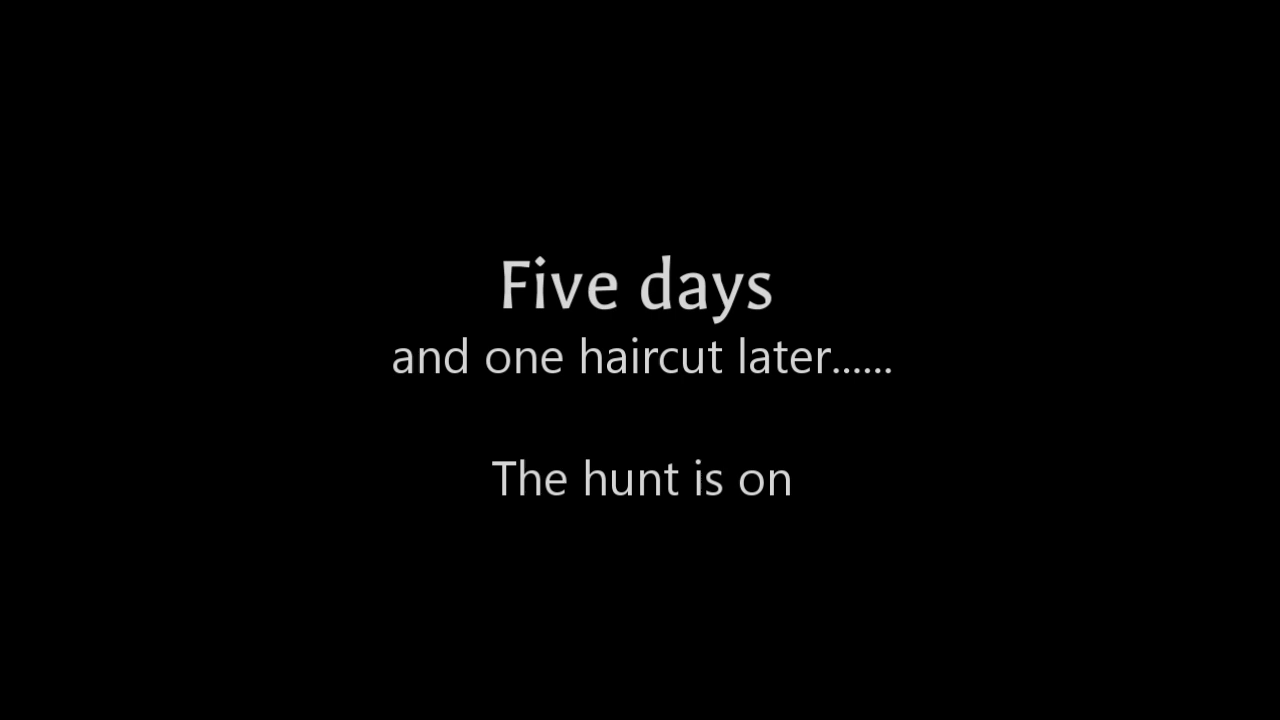 Five days
and one haircut later......
The hunt is on